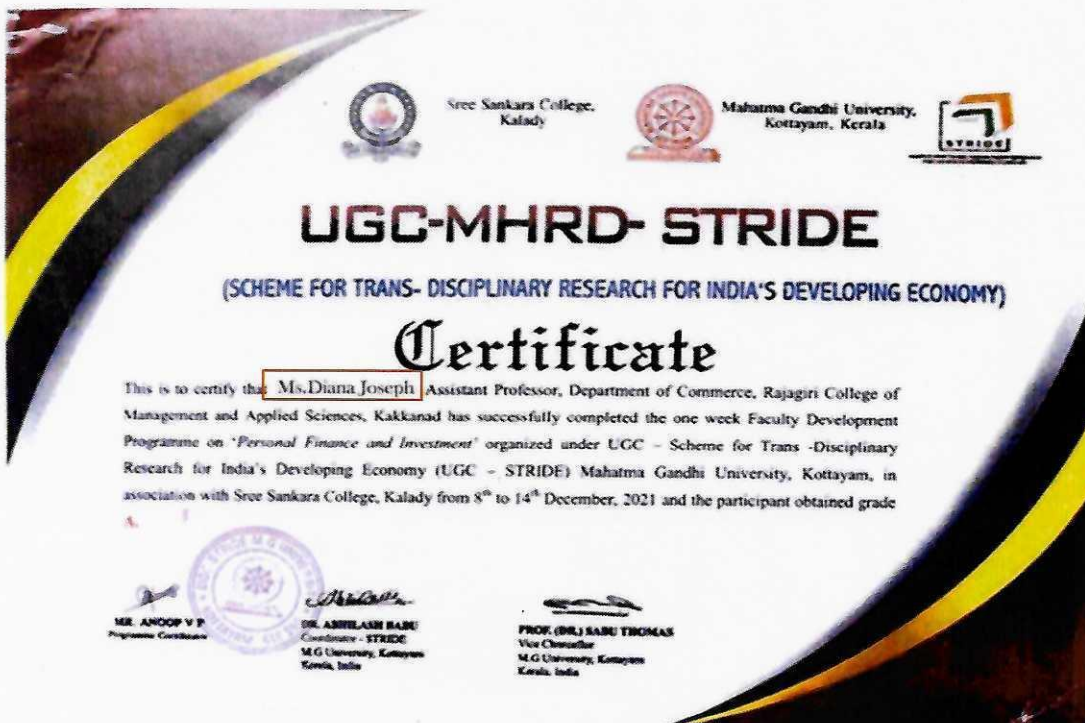 Sree Sankara College,
Kalady
Mahatma Gandhi University,
Kottayam, Kerala
STRIDE
UGC-MHRD- STRIDE
(SCHEME FOR TRANS- DISCIPLINARY RESEARCH FOR INDIA'S DEVELOPING ECONOMY)
Certificate
This is to certify that Ms.Diana Joseph Assistant Professor, Department of Commerce, Rajagiri College of
Management and Applied Sciences, Kakkanad has successfully completed the one week Faculty Development
Programme on 'Personal Finance and Investment' organized under UGC – Scheme for Trans -Disciplinary
Research for India's Developing Economy (UGC – STRIDE) Mahatma Gandhi University, Kottayam, in
association with Sree Sankara College, Kalady from 8th to 14th December, 2021 and the participant obtained grade
A.
MR. ANOOP V P
Programme Coordinator
DR. ABHILASH BABU
Coordinator - STRIDE
M.G University, Kottayam
Kerala, India
PROF. (DR.) SABU THOMAS
Vice Chancellor
M.G University, Kottayam
Kerala, India